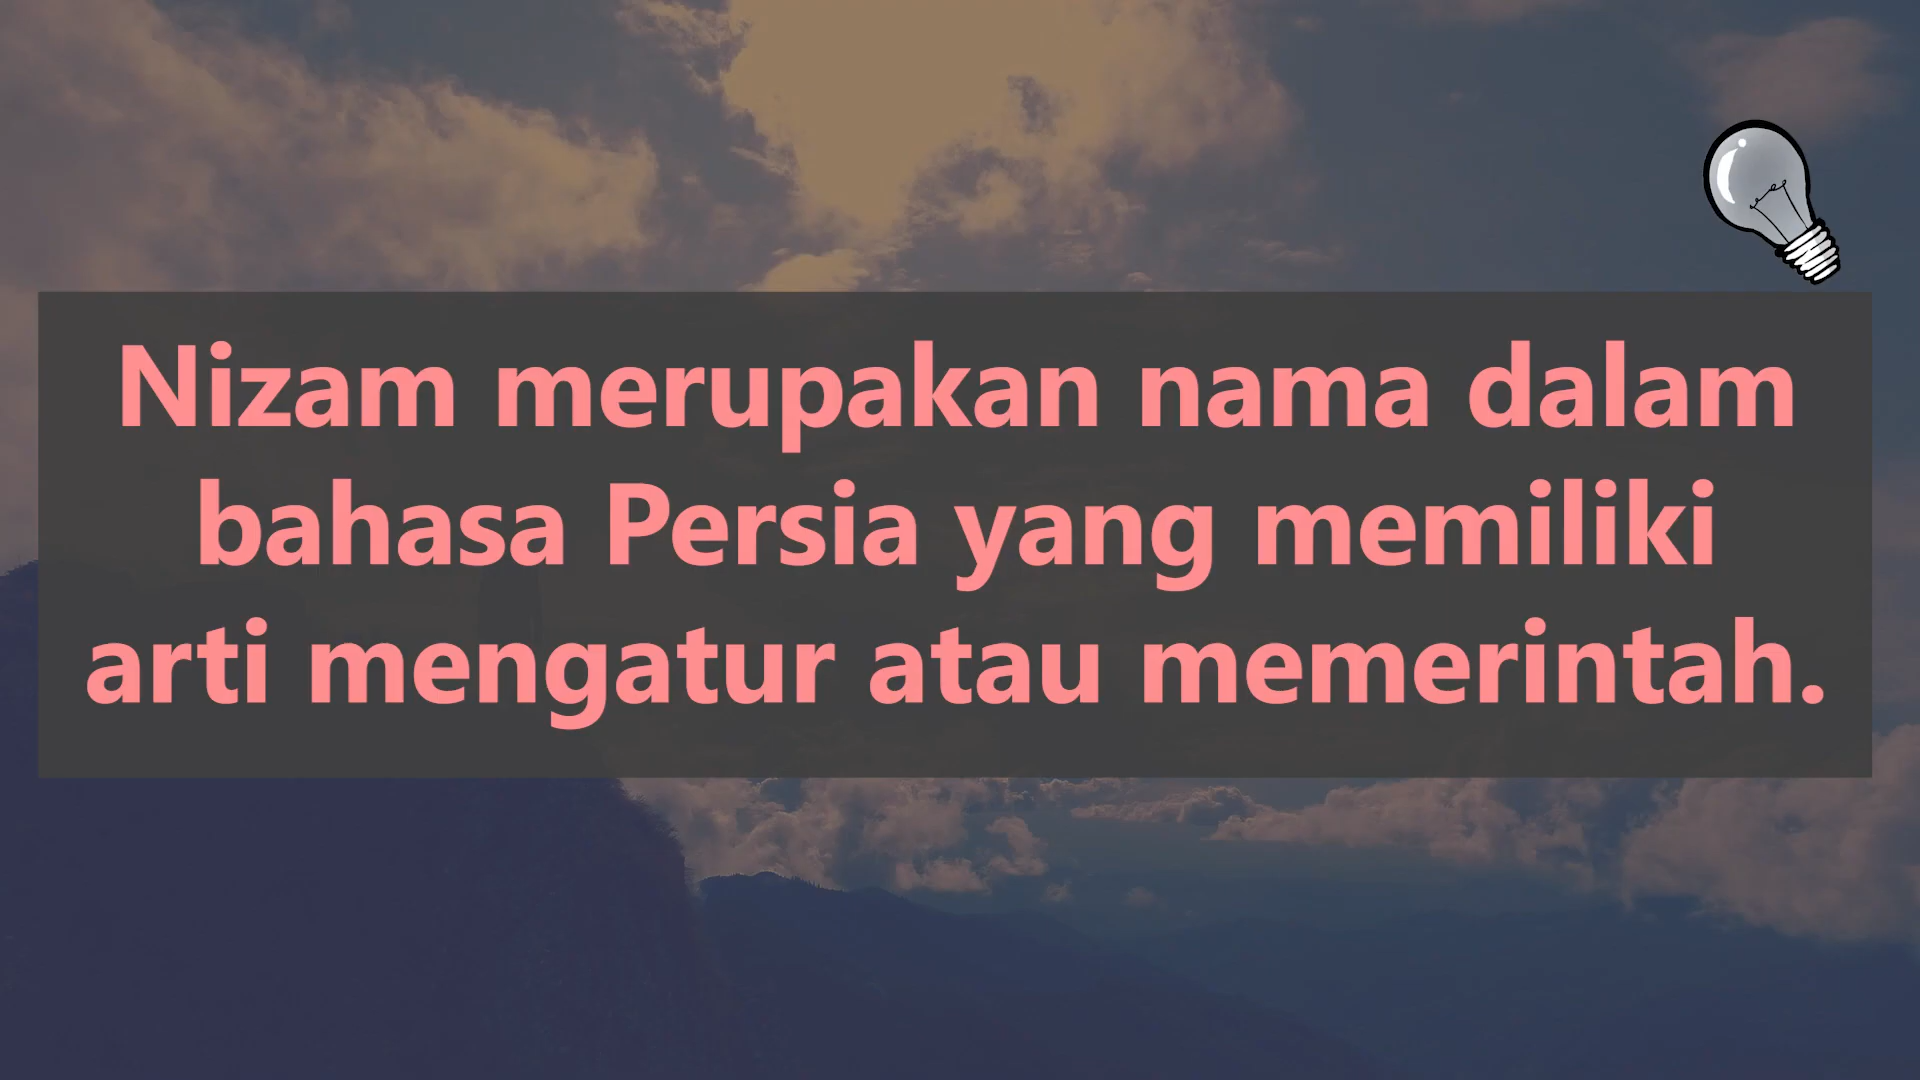 Nizam merupakan nama dalam
bahasa Persia yang memiliki
arti mengatur atau memerintah.